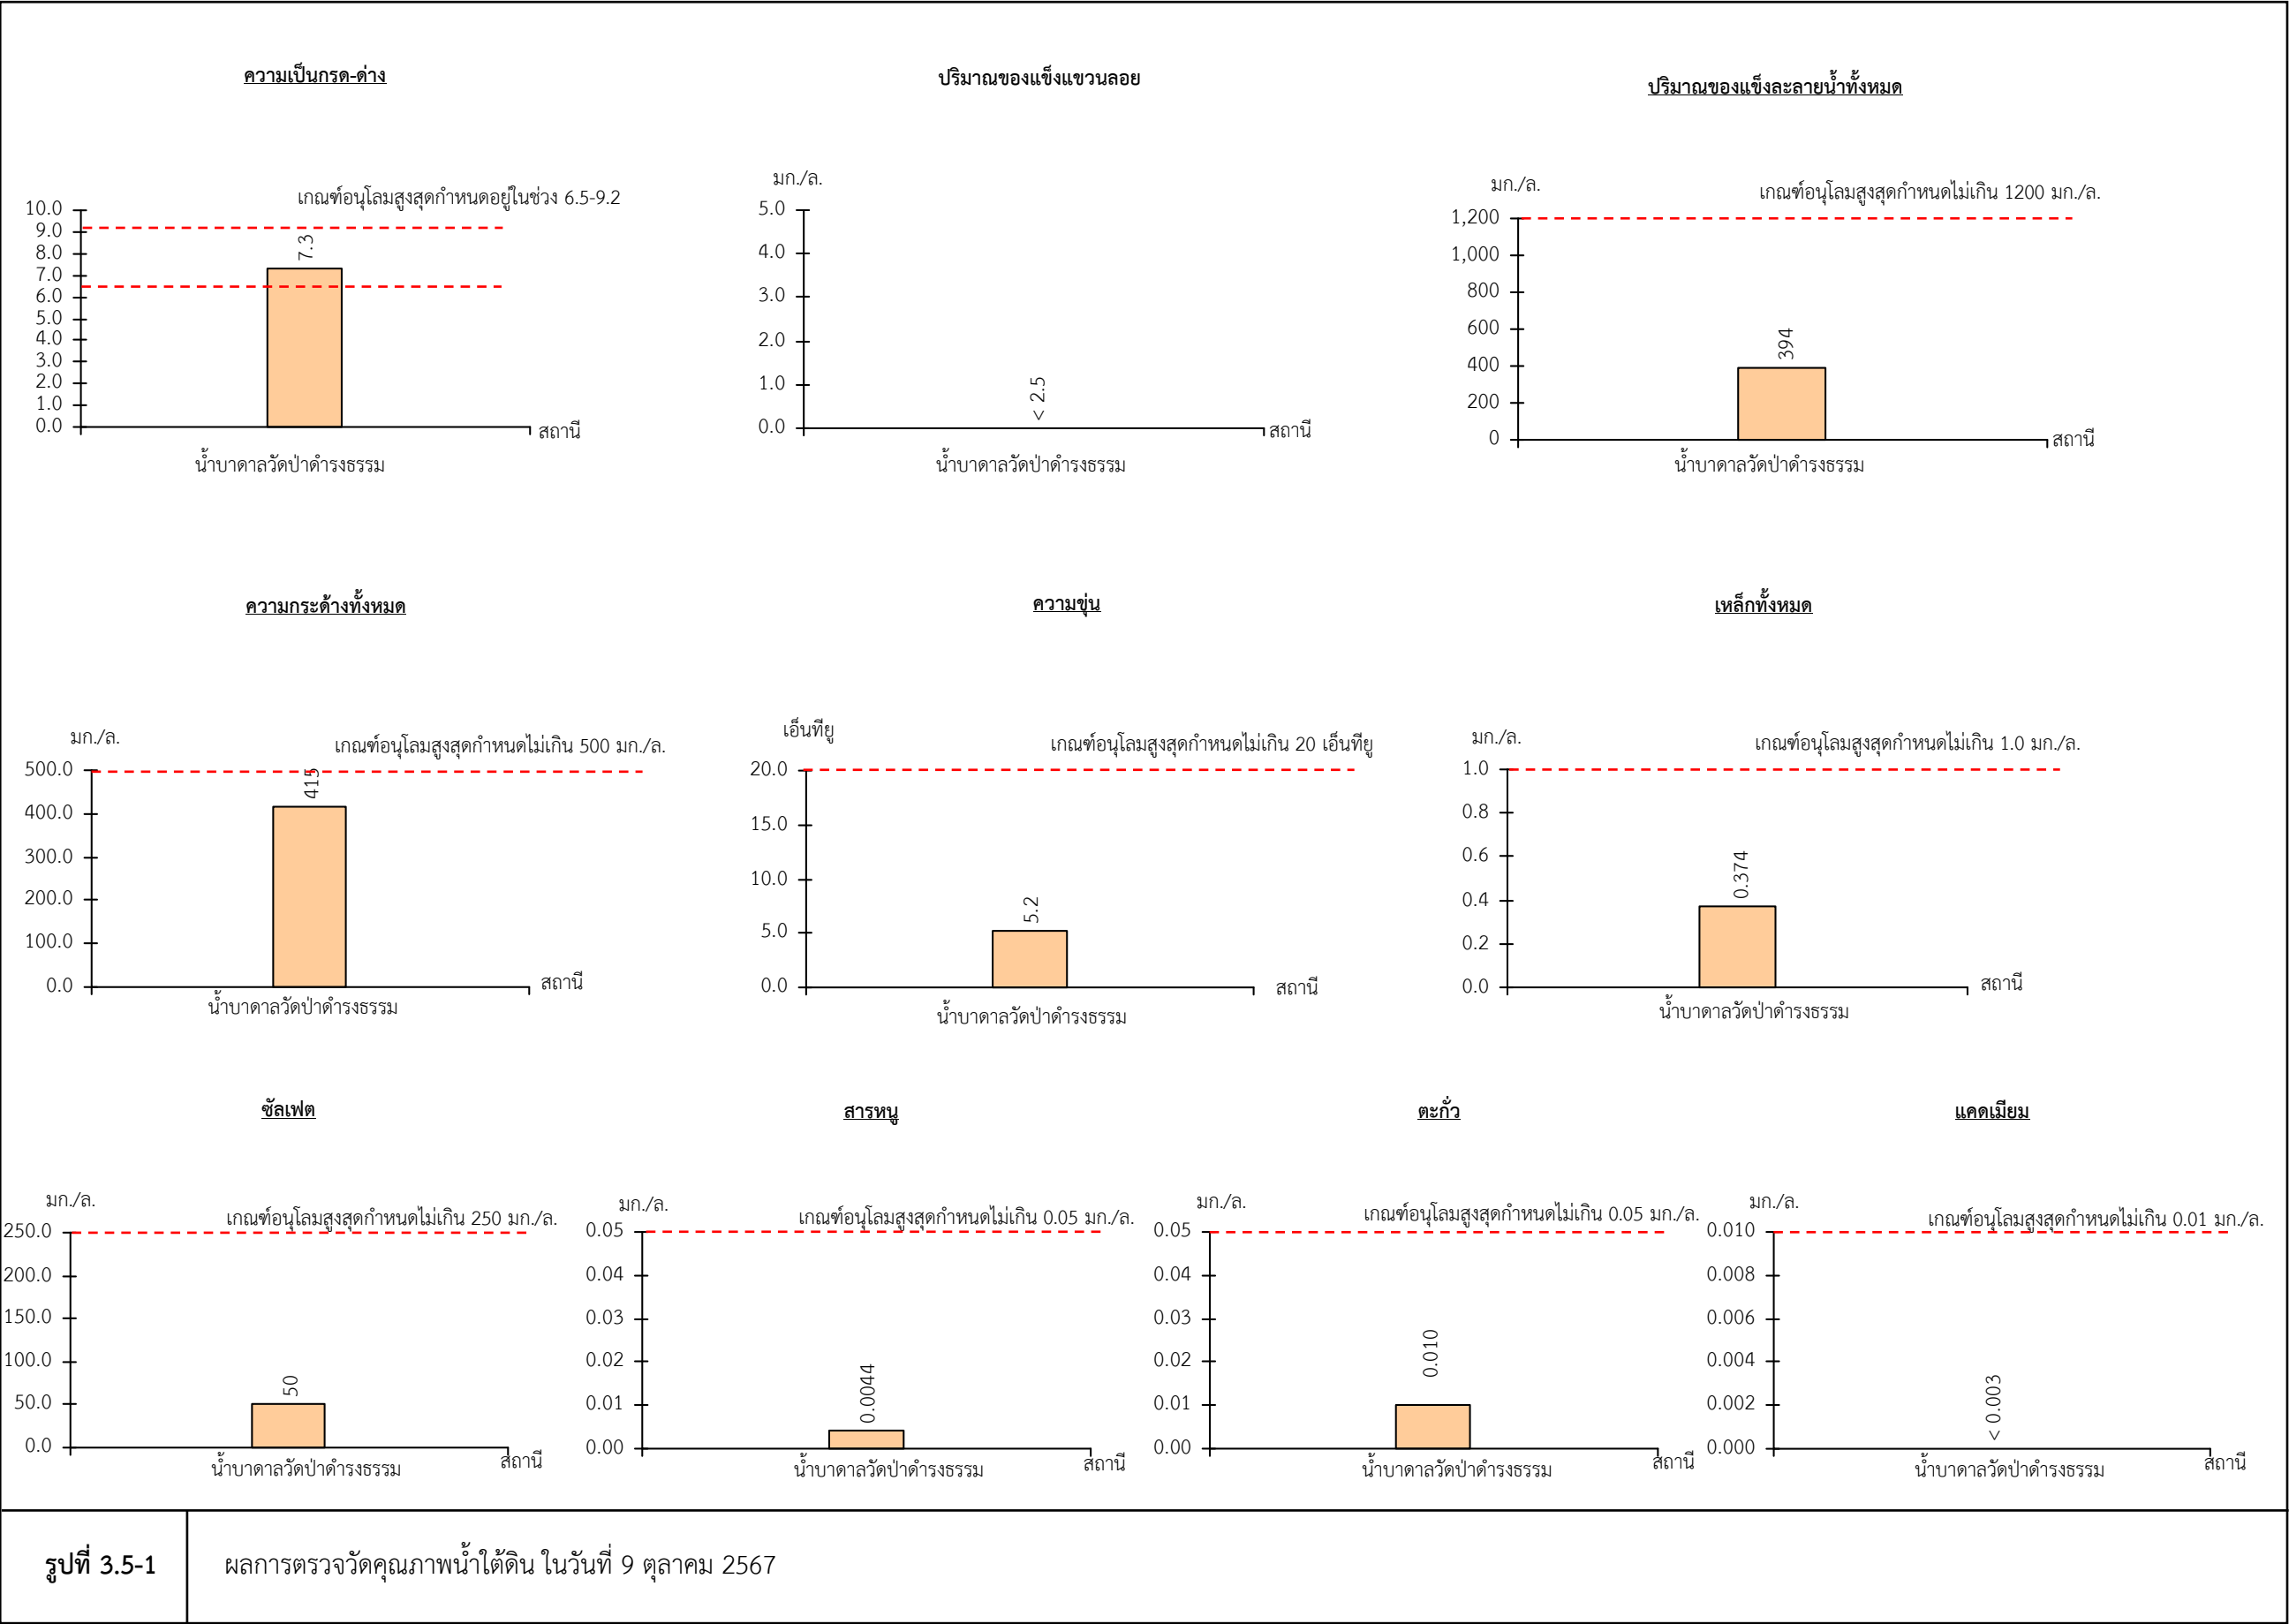 ความเป็นกรด-ด่าง
เกณฑ์อนุโลมสูงสุดกำหนดอยู่ในช่วง 6.5-9.2
10.0
9.0
8.0
7.0
6.0
5.0
4.0
3.0
2.0
1.0
0.0
7.3
สถานี
น้ำบาดาลวัดป่าดำรงธรรม
ปริมาณของแข็งแขวนลอย
มก./ล.
5.0
4.0
3.0
2.0
1.0
0.0
< 2.5
สถานี
น้ำบาดาลวัดป่าดำรงธรรม
ปริมาณของแข็งละลายน้ำทั้งหมด
มก./ล.
เกณฑ์อนุโลมสูงสุดกำหนดไม่เกิน 1200 มก./ล.
1,200
1,000
800
600
400
200
0
394
สถานี
น้ำบาดาลวัดป่าดำรงธรรม
ความกระด้างทั้งหมด
มก./ล.
เกณฑ์อนุโลมสูงสุดกำหนดไม่เกิน 500 มก./ล.
500.0
400.0
300.0
200.0
100.0
0.0
415
สถานี
น้ำบาดาลวัดป่าดำรงธรรม
ความขุ่น
เอ็นทียู
เกณฑ์อนุโลมสูงสุดกำหนดไม่เกิน 20 เอ็นทียู
20.0
15.0
10.0
5.0
0.0
5.2
สถานี
น้ำบาดาลวัดป่าดำรงธรรม
เหล็กทั้งหมด
มก./ล.
เกณฑ์อนุโลมสูงสุดกำหนดไม่เกิน 1.0 มก./ล.
1.0
0.8
0.6
0.4
0.2
0.0
0.374
สถานี
น้ำบาดาลวัดป่าดำรงธรรม
ซัลเฟต
มก./ล.
เกณฑ์อนุโลมสูงสุดกำหนดไม่เกิน 250 มก./ล.
250.0
200.0
150.0
100.0
50.0
0.0
50
สถานี
น้ำบาดาลวัดป่าดำรงธรรม
สารหนู
มก./ล.
เกณฑ์อนุโลมสูงสุดกำหนดไม่เกิน 0.05 มก./ล.
0.05
0.04
0.03
0.02
0.01
0.00
0.0044
สถานี
น้ำบาดาลวัดป่าดำรงธรรม
ตะกั่ว
มก./ล.
เกณฑ์อนุโลมสูงสุดกำหนดไม่เกิน 0.05 มก./ล.
0.05
0.04
0.03
0.02
0.01
0.00
0.010
สถานี
น้ำบาดาลวัดป่าดำรงธรรม
แคดเมียม
มก./ล.
เกณฑ์อนุโลมสูงสุดกำหนดไม่เกิน 0.01 มก./ล.
0.010
0.008
0.006
0.004
0.002
0.000
< 0.003
สถานี
น้ำบาดาลวัดป่าดำรงธรรม
รูปที่ 3.5-1
ผลการตรวจวัดคุณภาพน้ำใต้ดิน ในวันที่ 9 ตุลาคม 2567